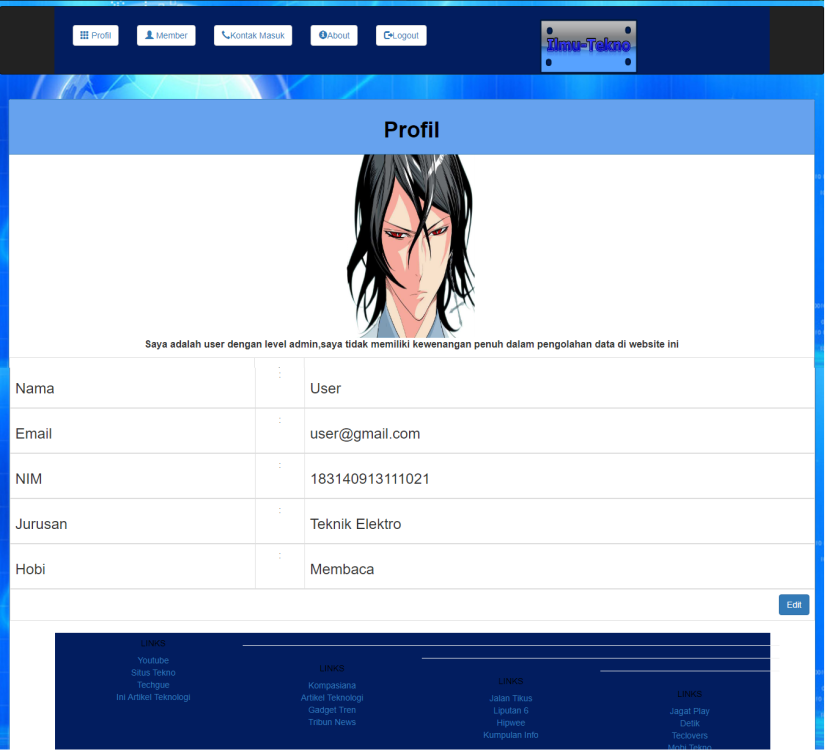 Profil
Member
Kontak Masuk
About
Logout
Ilmu-Tekno
Profil
Saya adalah user dengan level admin,saya tidak memiliki kewenangan penuh dalam pengolahan data di website ini
Nama : User
Email : user@gmail.com
NIM : 183140913111021
Jurusan : Teknik Elektro
Hobi : Membaca
Edit
LINKS
Youtube
Situs Tekno
Techgue
Ini Artikel Teknologi
LINKS
Kompasiana
Artikel Teknologi
Gadget Tren
Tribun News
LINKS
Jalan Tikus
Liputan 6
Hipwee
Kumpulan Info
LINKS
Jagat Play
Detik
Teclovers
Mobi Tekno